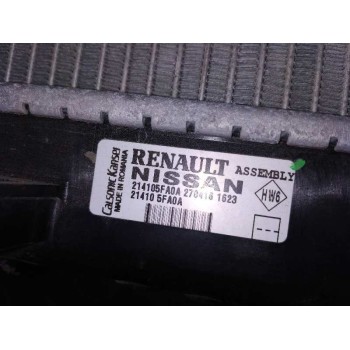 Calsonic Kansei
MADE IN ROMANIA
RENAULT ASSEMBLY
NISSAN
214105FA0A 270418 1623
21410 5FA0A
HW6